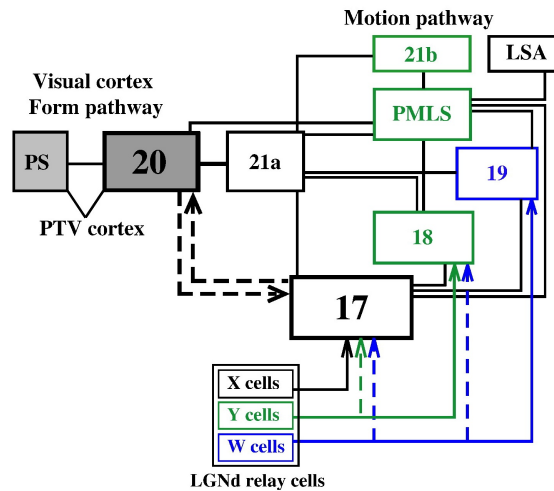 Motion pathway
21b
LSA
Visual cortex
Form pathway
PMLS
PS
20
21a
19
PTV cortex
18
17
X cells
Y cells
W cells
LGNd relay cells